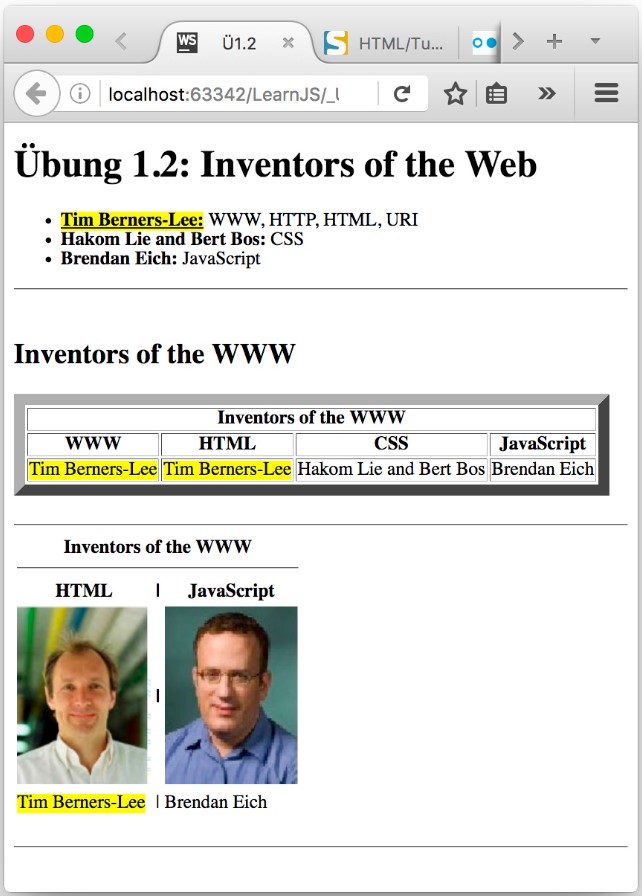 WS Ü1.2 × HTML/Tu...
localhost:63342/LearnJS/_
Übung 1.2: Inventors of the Web
• Tim Berners-Lee: WWW, HTTP, HTML, URI
• Hakom Lie and Bert Bos: CSS
• Brendan Eich: JavaScript
Inventors of the WWW
Inventors of the WWW
WWW HTML CSS JavaScript
Tim Berners-Lee Tim Berners-Lee Hakom Lie and Bert Bos Brendan Eich
Inventors of the WWW
HTML | JavaScript
|
Tim Berners-Lee | Brendan Eich